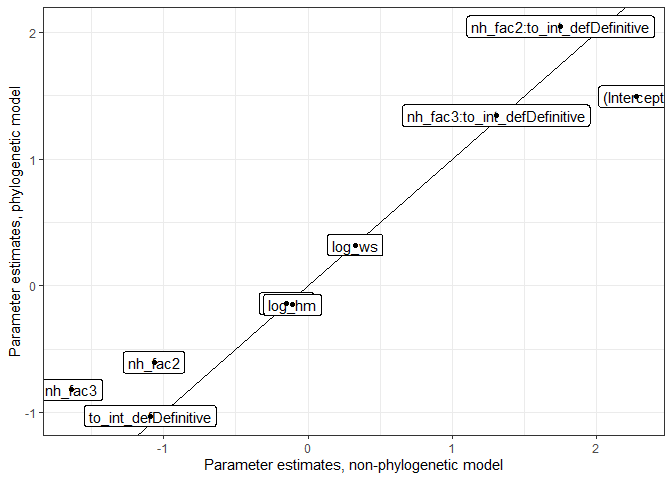 2
nh_fac2:to_int_defDefinitive
(Intercept
nh_fac3:to_int_defDefinitive
1
log_ws
0
log_hm
nh_fac2
nh_fac3
to_int_defDefinitive
-1
-1
0
1
2
Parameter estimates, non-phylogenetic model
Parameter estimates, phylogenetic model